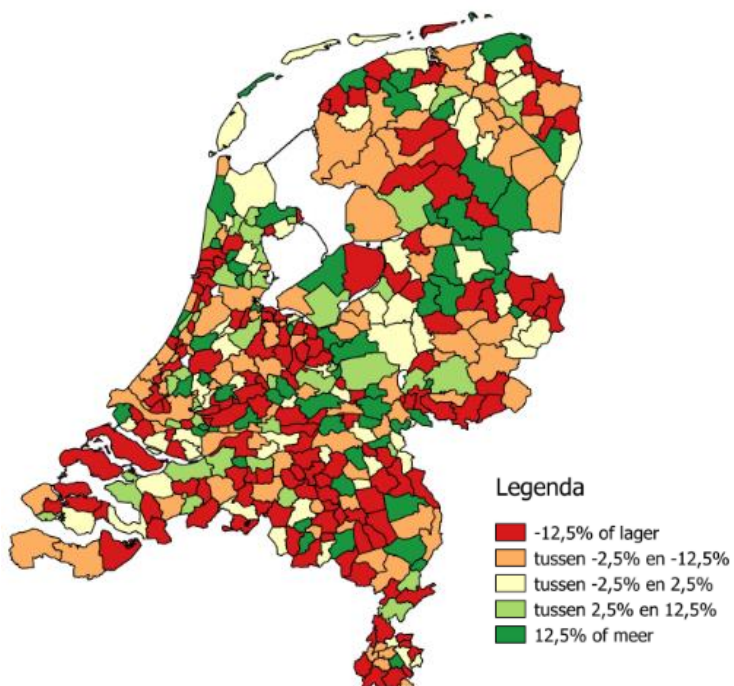 Legenda
-12,5% of lager
tussen -2,5% en -12,5%
tussen -2,5% en 2,5%
tussen 2,5% en 12,5%
12,5% of meer